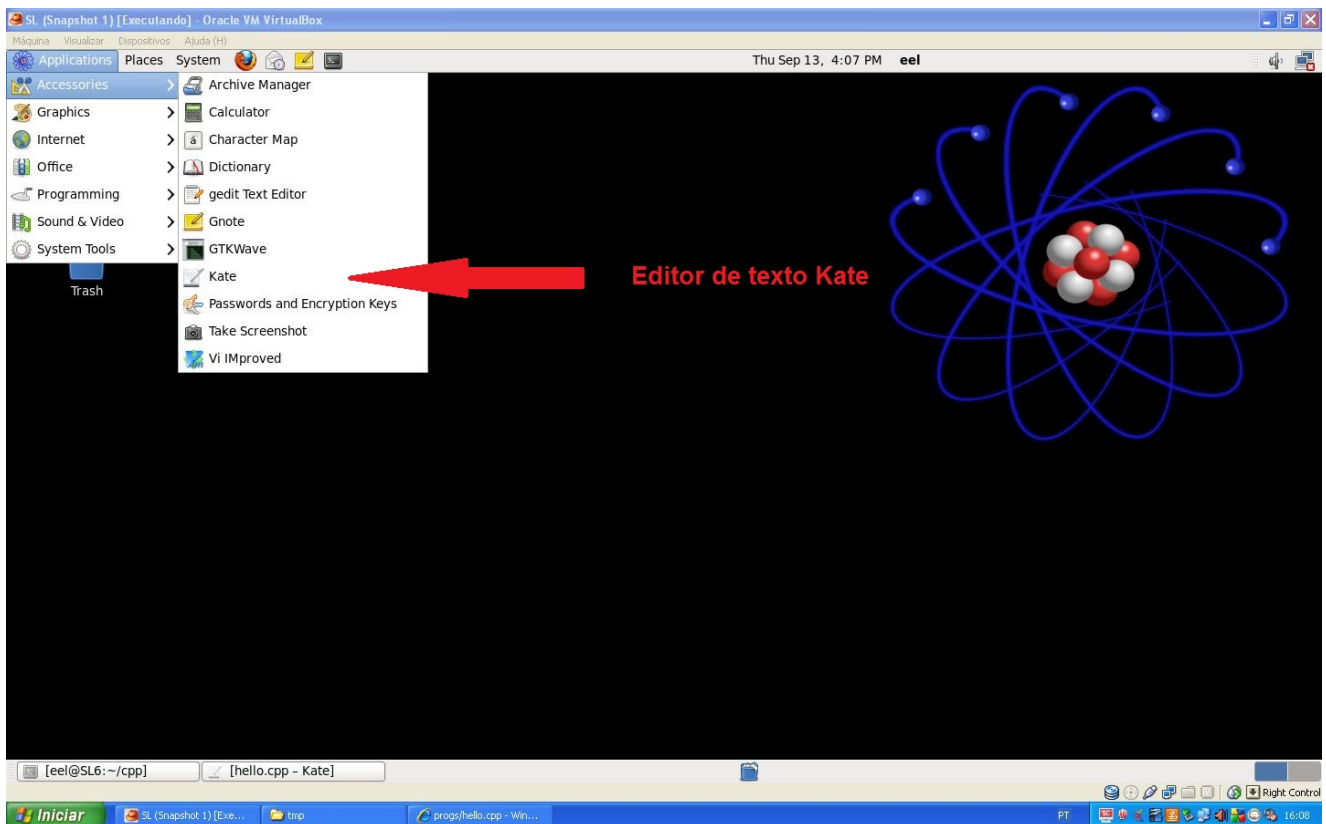 SL (Snapshot 1) [Executando] - Oracle VM VirtualBox
Máquina Visualizar Dispositivos Ajuda (H)
Applications Places System Thu Sep 13, 4:07 PM eel
Accessories
Graphics
Internet
Office
Programming
Sound & Video
System Tools
Archive Manager
Calculator
á Character Map
Dictionary
gedit Text Editor
Gnote
GTKWave
Kate
Passwords and Encryption Keys
Take Screenshot
Vi IMproved
Editor de texto Kate
Trash
[eel@SL6:~/cpp] [hello.cpp – Kate]
Right Control
Iniciar SL (Snapshot 1) [Exe... tmp progs/hello.cpp - Win... PT 16:08